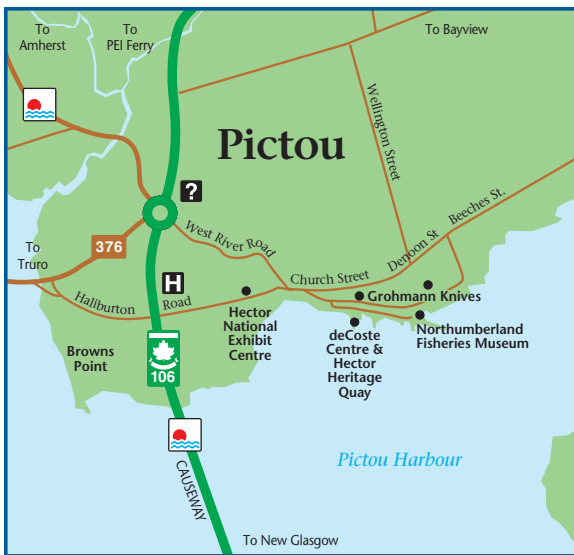 To
Amherst
To
PEI Ferry
To Bayview
Wellington Street
Pictou
?
Beeches St.
West River Road
Denoon St
376
To
Truro
H
Church Street
Haliburton Road
Grohmann Knives
Hector
National
Exhibit
Centre
deCoste
Centre &
Hector
Heritage
Quay
Northumberland
Fisheries Museum
Browns
Point
106
Pictou Harbour
CAUSEWAY
To New Glasgow